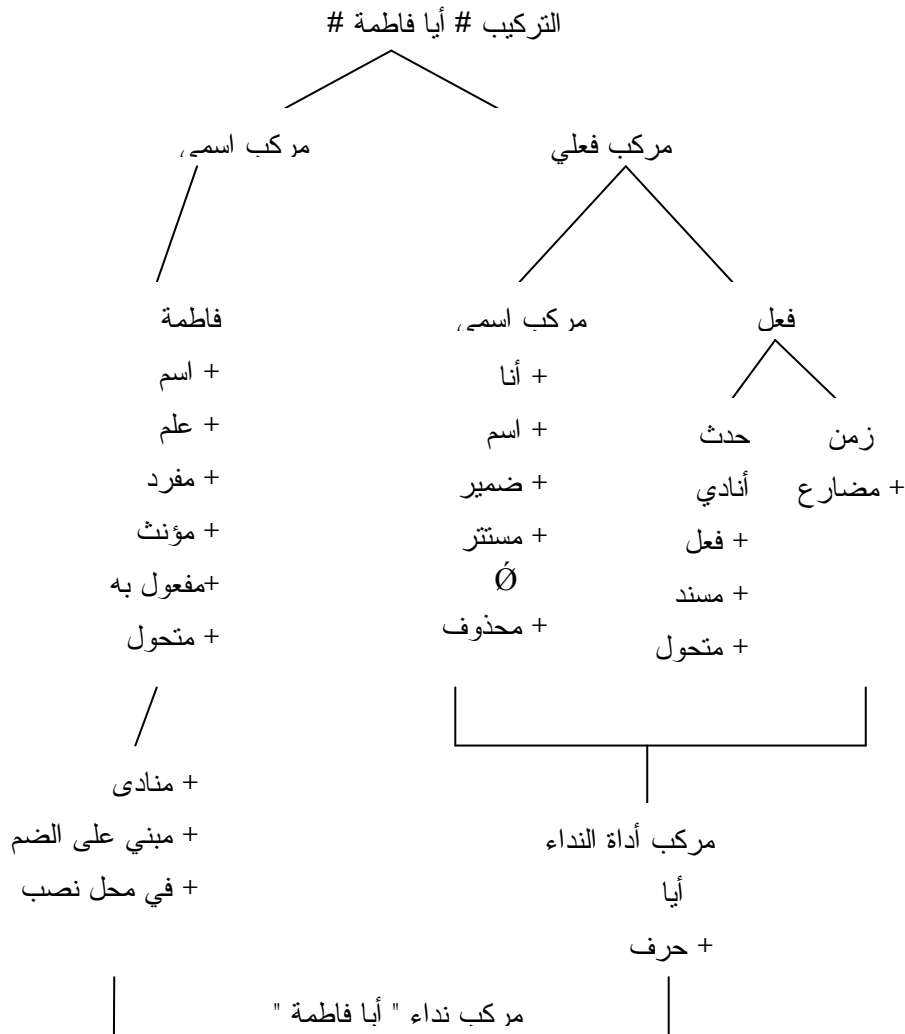 التركيب # أيا فاطمة #
مركب فعلي
مركب اسمي
فعل
مركب اسمي
فاطمة
زمن
+ مضارع
حدث
أنادي
+ فعل
+ مسند
+ متحول
+ أنا
+ اسم
+ ضمير
+ مستتر
Ǿ
+ محذوف
+ اسم
+ علم
+ مفرد
+ مؤنث
+مفعول به
+ متحول
مركب أداة النداء
أيا
+ حرف
+ منادى
+ مبني على الضم
+ في محل نصب
مركب نداء " أيا فاطمة "